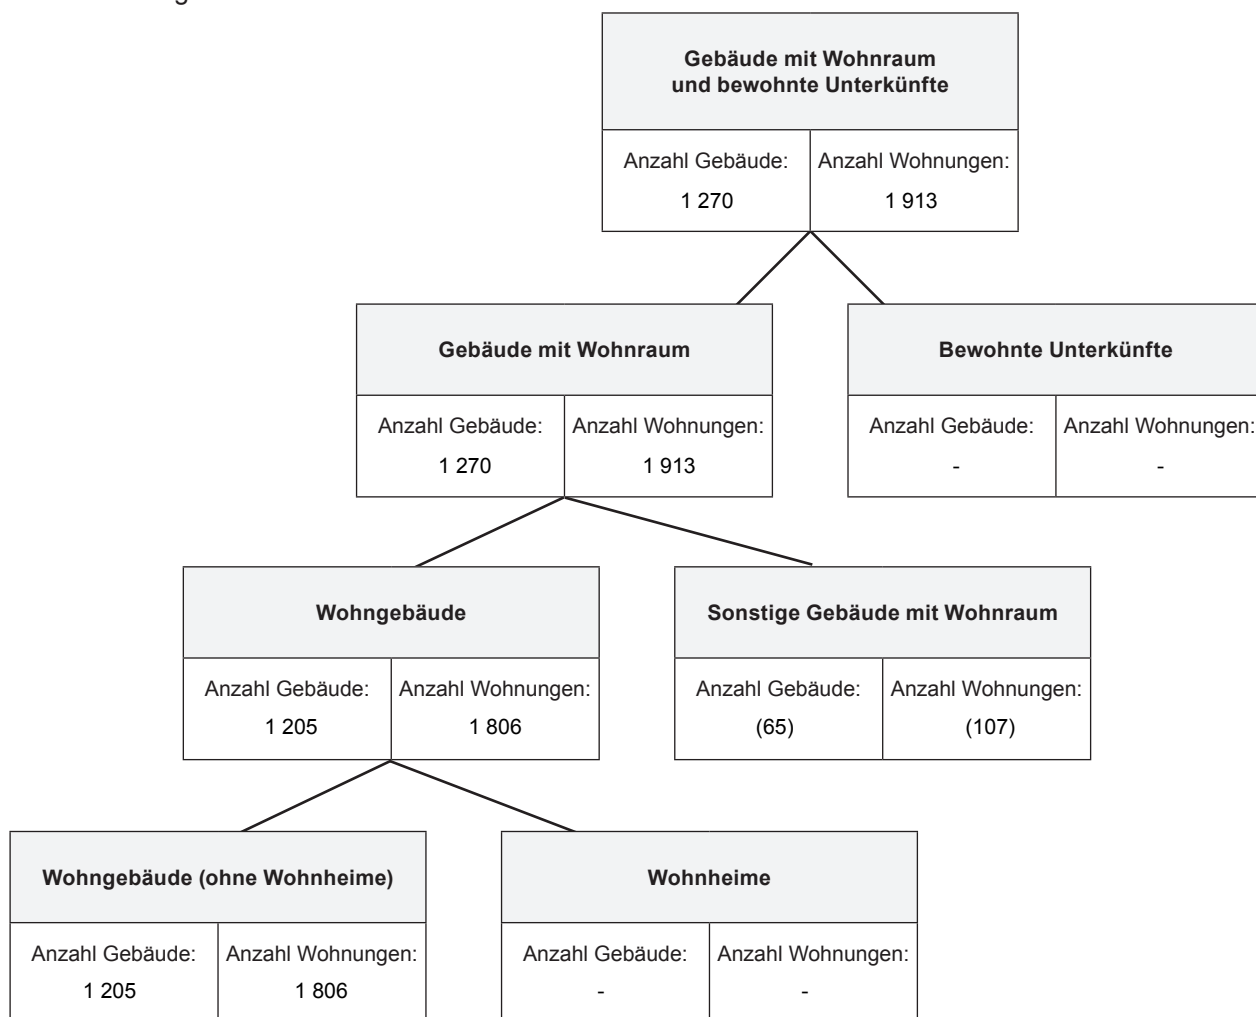 Gebäude mit Wohnraum
und bewohnte Unterkünfte
Anzahl Gebäude: Anzahl Wohnungen:
1 270 1 913
Gebäude mit Wohnraum Bewohnte Unterkünfte
Anzahl Gebäude: Anzahl Wohnungen: Anzahl Gebäude: Anzahl Wohnungen:
1 270 1 913 - -
Wohngebäude Sonstige Gebäude mit Wohnraum
Anzahl Gebäude: Anzahl Wohnungen: Anzahl Gebäude: Anzahl Wohnungen:
1 205 1 806 (65) (107)
Wohngebäude (ohne Wohnheime) Wohnheime
Anzahl Gebäude: Anzahl Wohnungen: Anzahl Gebäude: Anzahl Wohnungen:
1 205 1 806 - -